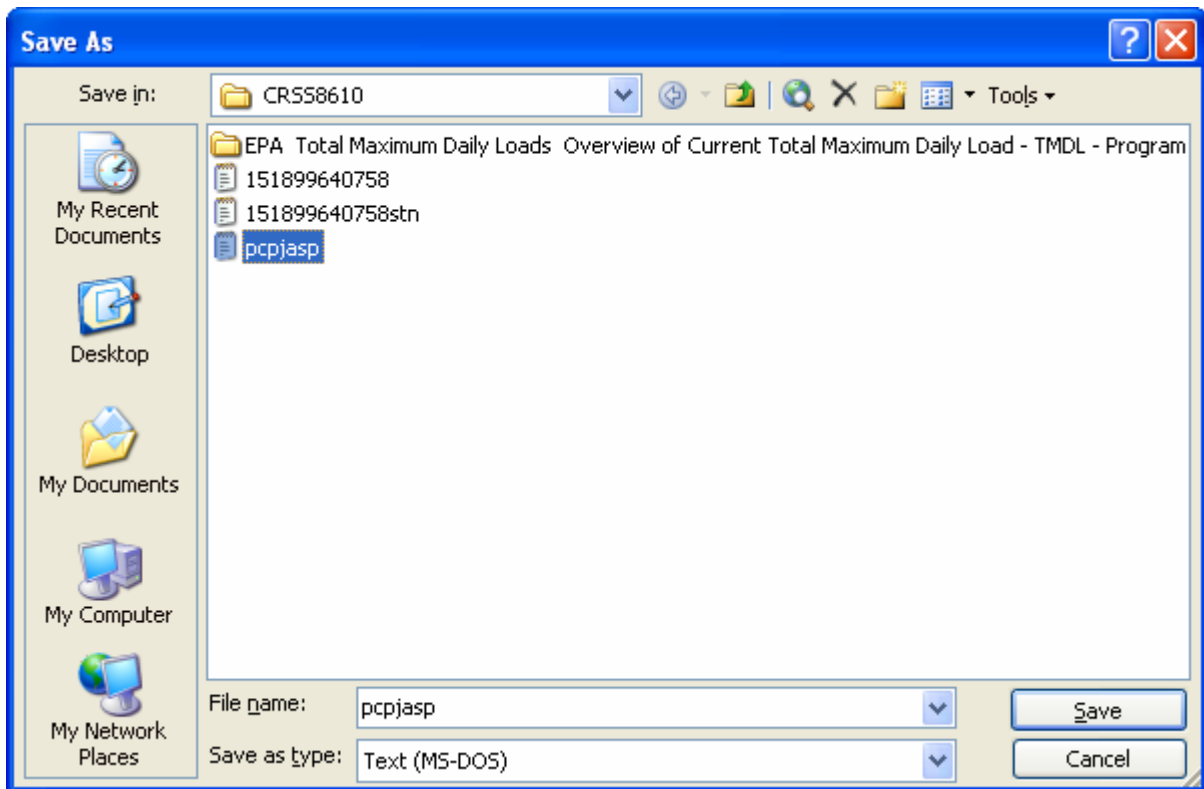 Save As
Save in:
CRSS8610
Tools
EPA Total Maximum Daily Loads Overview of Current Total Maximum Daily Load - TMDL - Program
151899640758
151899640758stn
pcpjasp
My Recent
Documents
Desktop
My Documents
My Computer
My Network
Places
File name:
pcpjasp
Save
Save as type:
Text (MS-DOS)
Cancel